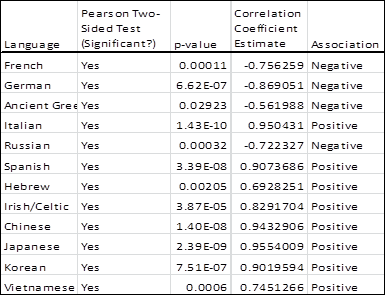 Language Pearson Two-Sided Test (Significant?) p-value Correlation Coefficient Estimate Association
French Yes 0.00011 -0.756259 Negative
German Yes 6.62E-07 -0.869051 Negative
Ancient Gree Yes 0.02923 -0.561988 Negative
Italian Yes 1.43E-10 0.950431 Positive
Russian Yes 0.00032 -0.722327 Negative
Spanish Yes 3.39E-08 0.9073686 Positive
Hebrew Yes 0.00205 0.6928251 Positive
Irish/Celtic Yes 3.87E-05 0.8291704 Positive
Chinese Yes 1.40E-08 0.9432906 Positive
Japanese Yes 2.39E-09 0.9554009 Positive
Korean Yes 7.51E-07 0.9019594 Positive
Vietnamese Yes 0.0006 0.7451266 Positive